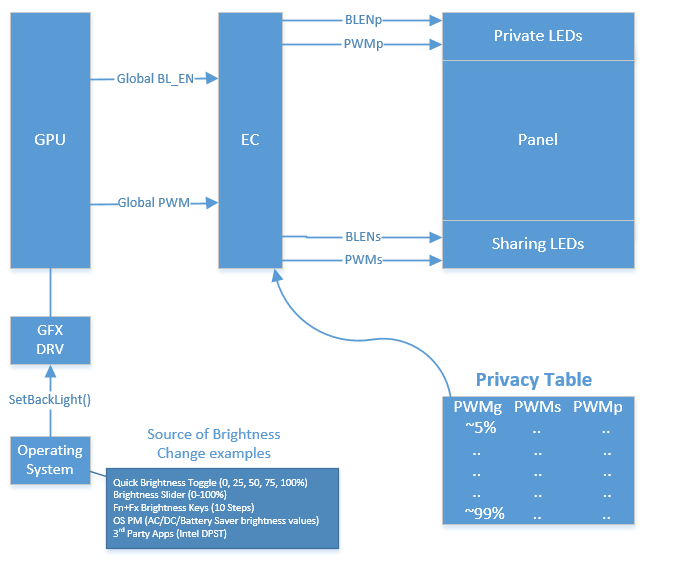 BLENp
PWMp
Private LEDs
Global BL_EN
GPU
EC
Panel
Global PWM
BLENs
PWMs
Sharing LEDs
GFX
DRV
SetBackLight()
Operating
System
Source of Brightness
Change examples
Quick Brightness Toggle (0, 25, 50, 75, 100%)
Brightness Slider (0-100%)
Fn+Fx Brightness Keys (10 Steps)
OS PM (AC/DC/Battery Saver brightness values)
3rd Party Apps (Intel DPST)
Privacy Table
PWMg PWMs PWMp
~5% .. ..
.. .. ..
.. .. ..
.. .. ..
~99% .. ..